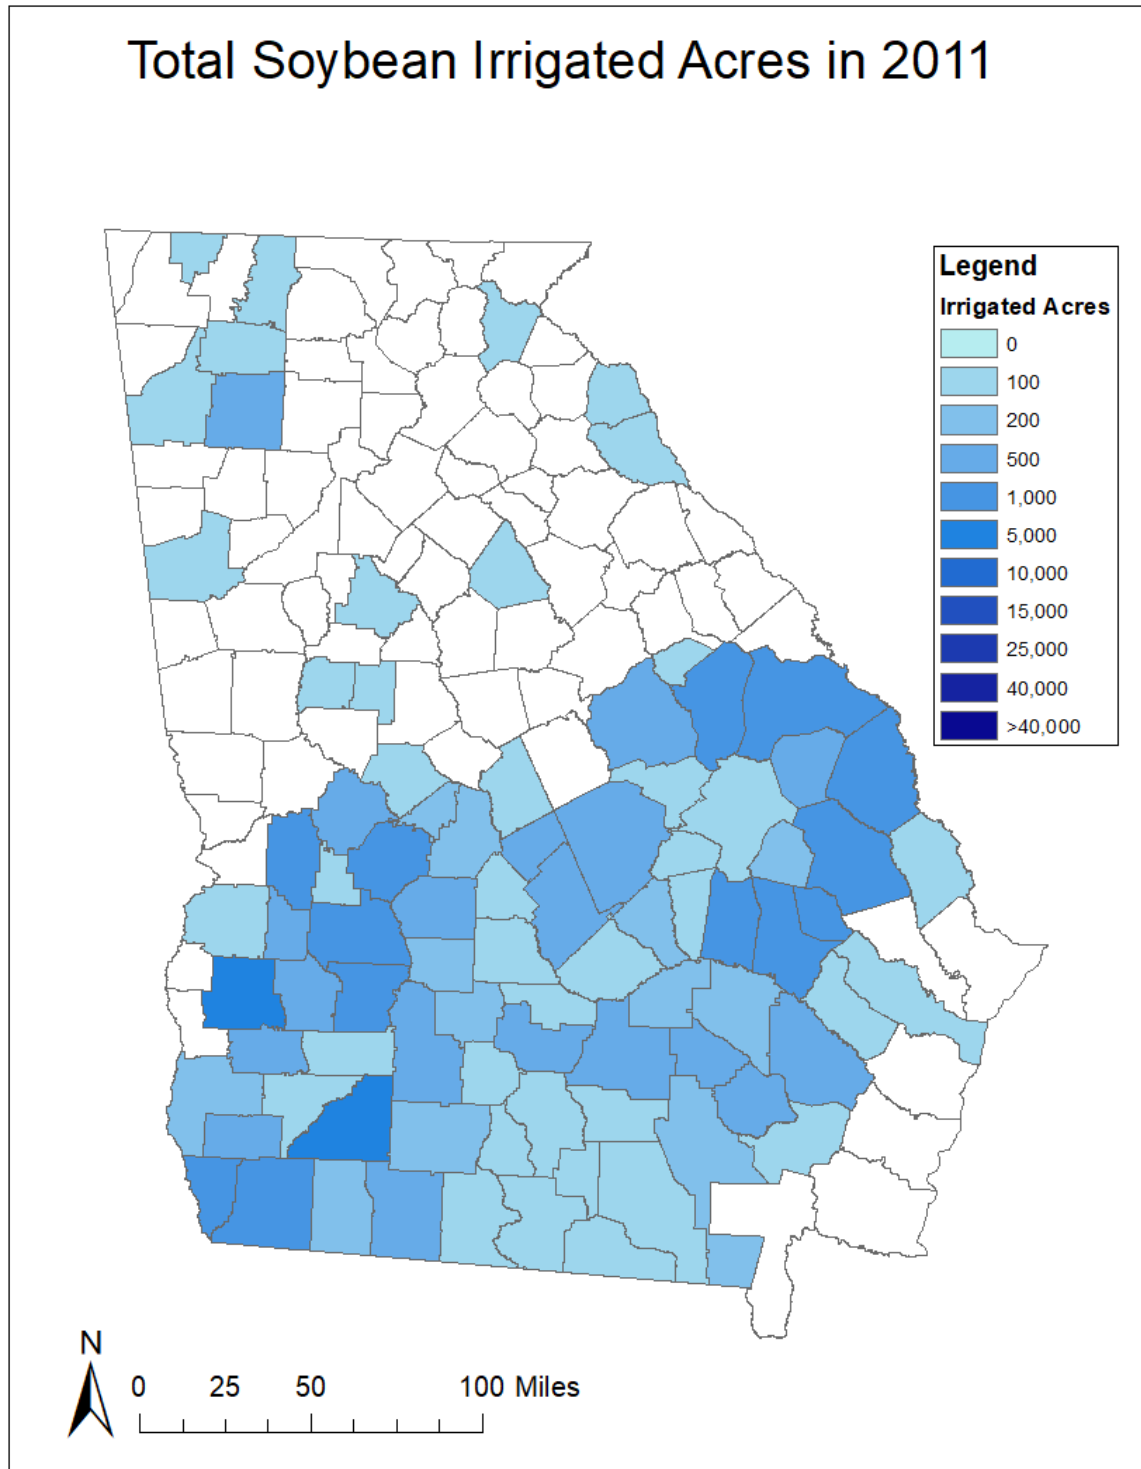 Total Soybean Irrigated Acres in 2011
Legend
Irrigated Acres
0
100
200
500
1,000
5,000
10,000
15,000
25,000
40,000
>40,000
N
0 25 50 100 Miles